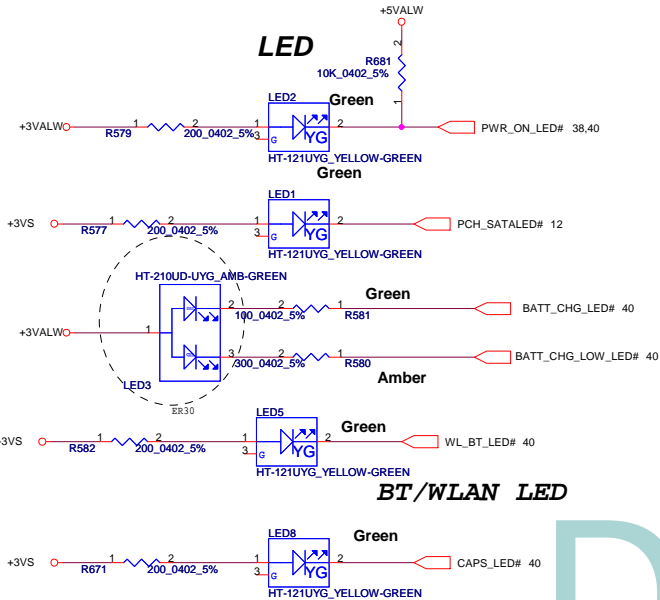 +5VALW
LED
2
R681
10K_0402_5%
1
LED2
Green
+3VALW
1
2
1
2
R579
200_0402_5%
3
G
YG
PWR_ON_LED# 38,40
HT-121UYG_YELLOW-GREEN
Green
LED1
+3VS
1
2
1
2
R577
200_0402_5%
3
G
YG
PCH_SATALED# 12
HT-121UYG_YELLOW-GREEN
HT-210UD-UYG_AMB-GREEN
Green
2
2
1
100_0402_5%
R581
BATT_CHG_LED# 40
+3VALW
1
3
2
1
300_0402_5%
R580
BATT_CHG_LOW_LED# 40
LED3
Amber
ER30
LED5
Green
+3VS
1
2
1
2
R582
200_0402_5%
3
G
YG
WL_BT_LED# 40
HT-121UYG_YELLOW-GREEN
BT/WLAN LED
LED8
Green
+3VS
1
2
1
2
R671
200_0402_5%
3
G
YG
CAPS_LED# 40
HT-121UYG_YELLOW-GREEN